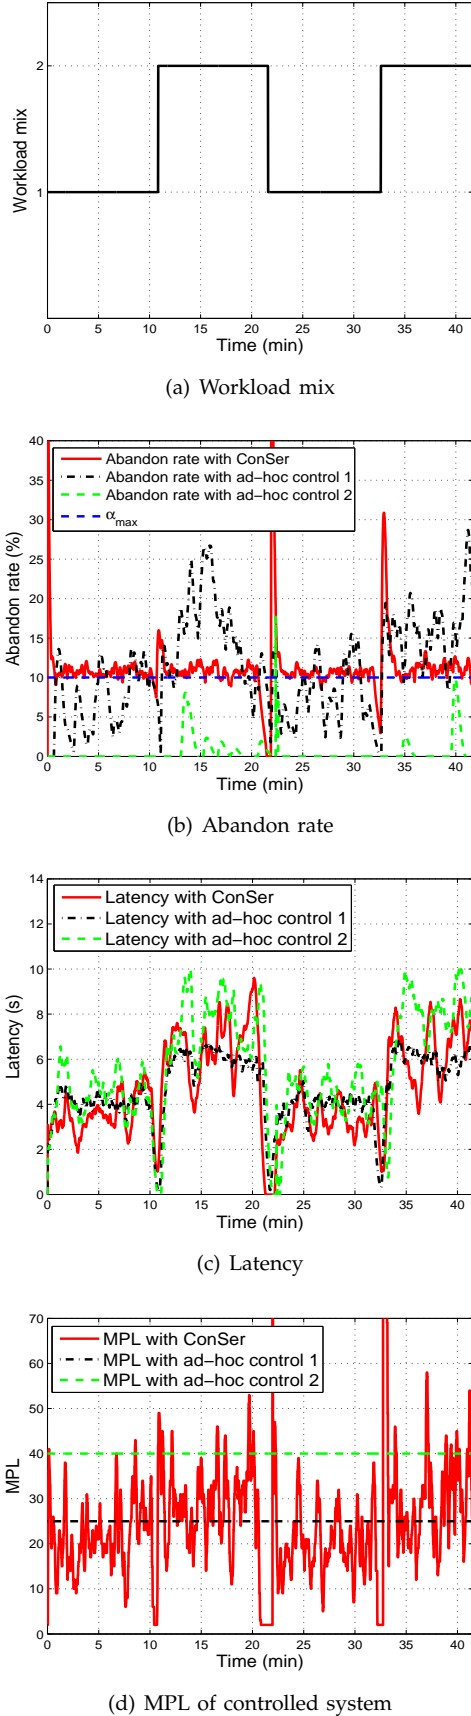 2
Workload mix
1
0 5 10 15 20 25 30 35 40
Time (min)
(a) Workload mix
40
Abandon rate with ConSer
35
Abandon rate with ad-hoc control 1
Abandon rate with ad-hoc control 2
30
α_max
25
Abandon rate (%)
20
15
10
5
0
0 5 10 15 20 25 30 35 40
Time (min)
(b) Abandon rate
14
Latency with ConSer
12
Latency with ad-hoc control 1
Latency with ad-hoc control 2
10
8
Latency (s)
6
4
2
0
0 5 10 15 20 25 30 35 40
Time (min)
(c) Latency
70
MPL with ConSer
60
MPL with ad-hoc control 1
MPL with ad-hoc control 2
50
40
MPL
30
20
10
0
0 5 10 15 20 25 30 35 40
Time (min)
(d) MPL of controlled system